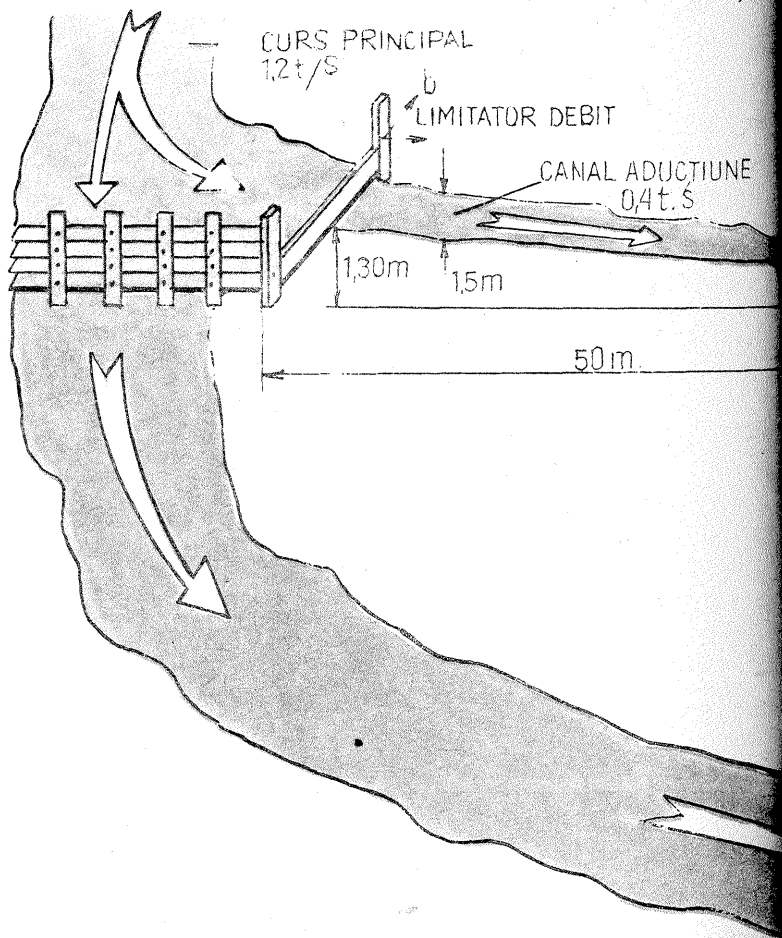 CURS PRINCIPAL
1,2t/S
b
LIMITATOR DEBIT
CANAL ADUCTIUNE
0,4t.S
1,30m
1,5m
50m